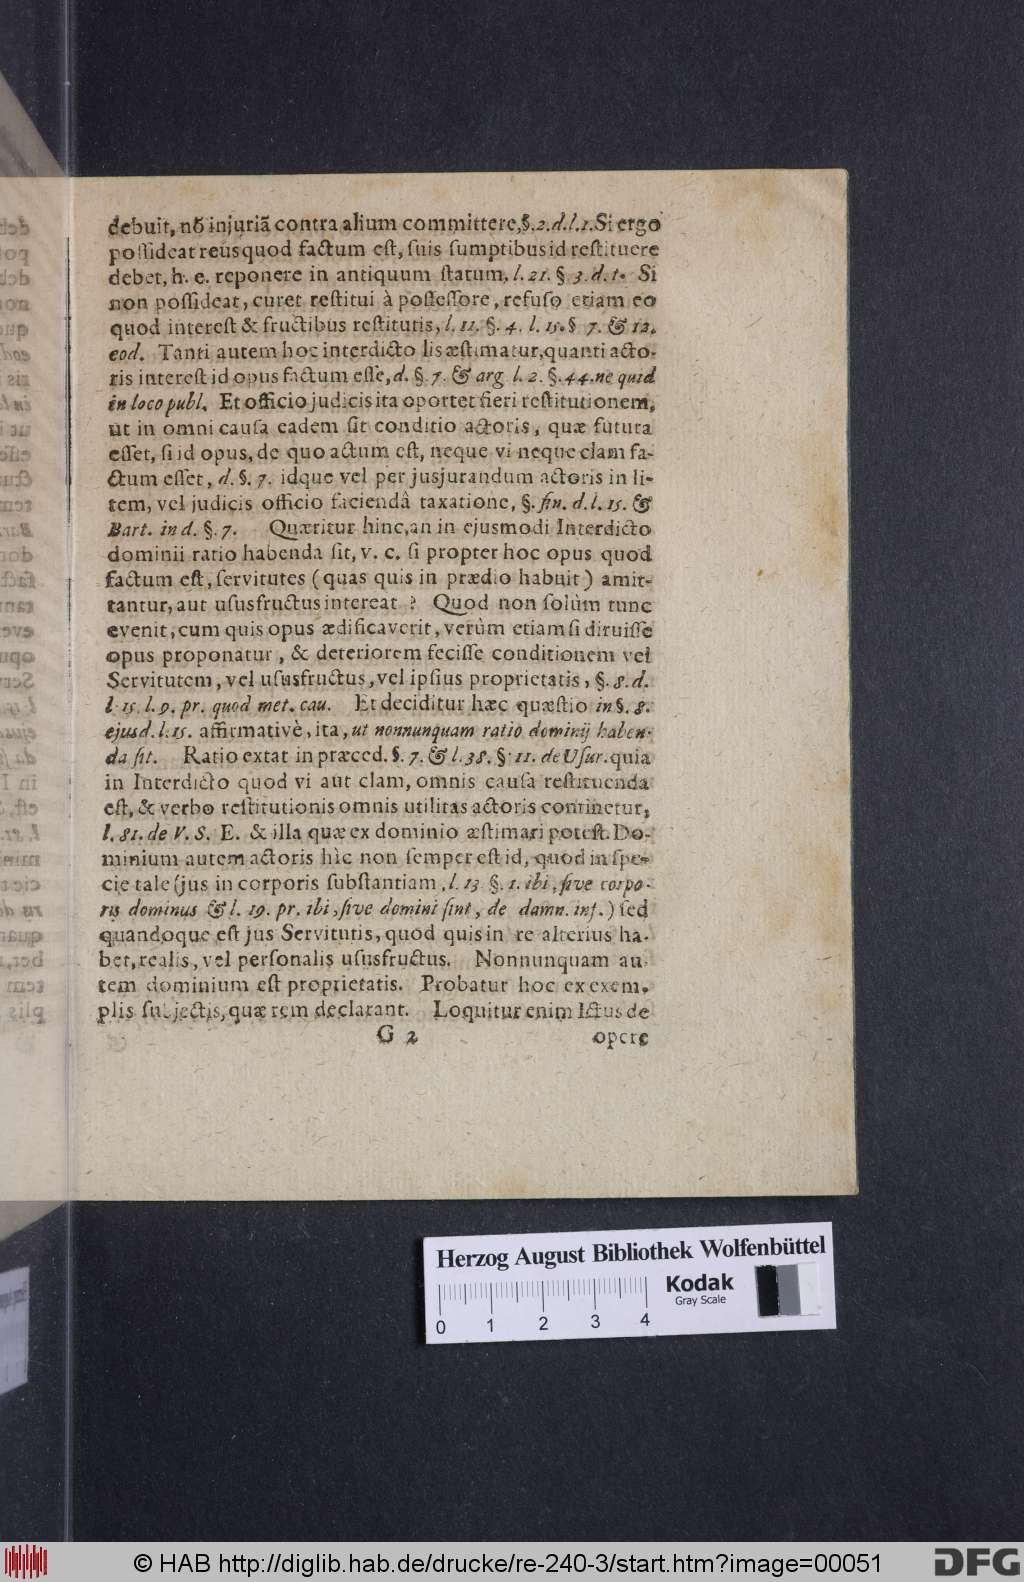 debuit, nō injuriā contra alium committere, §. 2. d. l. 1. Si ergo
poſſideat reus quod factum eſt, ſuis ſumptibus id reſtituere
debet, h. e. reponere in antiquum ſtatum, l. 21. § 3. d. t. Si
non poſſideat, curet reſtitui à poſſeſſore, refuſo etiam eo
quod intereſt & fructibus reſtitutis, l. 11. §. 4. l. 15. § 7. & 12.
eod. Tanti autem hoc interdicto lis æſtimatur, quanti acto-
ris intereſt id opus factum eſſe, d. §. 7. & arg l. 2. §. 44. ne quid
in loco publ. Et officio judicis ita oportet fieri reſtitutionem,
ut in omni cauſa eadem ſit conditio actoris, quæ futura
eſſet, ſi id opus, de quo actum eſt, neque vi neque clam fa-
ctum eſſet, d. §. 7. idque vel per jusjurandum actoris in li-
tem, vel judicis officio faciendâ taxatione, §. fin. d. l. 15. &
Bart. in d. §. 7. Quæritur hinc, an in ejusmodi Interdicto
dominii ratio habenda ſit, v. c. ſi propter hoc opus quod
factum eſt, ſervitutes (quas quis in prædio habuit) amit-
tantur, aut uſusfructus intereat? Quod non ſolùm tunc
evenit, cum quis opus ædificaverit, verùm etiam ſi diruiſſe
opus proponatur, & deteriorem feciſſe conditionem vel
Servitutem, vel uſusfructus, vel ipſius proprietatis, §. 8. d.
l. 15. l. 9. pr. quod met. cau. Et deciditur hæc quæſtio in §. 8.
ejusd. l. 15. affirmativè, ita, ut nonnunquam ratio dominij haben-
da ſit. Ratio extat in præced. §. 7. & l. 38. §. 11. de Uſur. quia
in Interdicto quod vi aut clam, omnis cauſa reſtituenda
eſt, & verbo reſtitutionis omnis utilitas actoris continetur,
l. 81. de V. S. E. & illa quæ ex dominio æſtimari poteſt. Do-
minium autem actoris hìc non ſemper eſt id, quod in ſpe-
cie tale (jus in corporis ſubſtantiam, l. 13 §. 1. ibi, ſive corpo-
ris dominus & l. 19. pr. ibi, ſive domini ſint, de damn. inf.) ſed
quandoque eſt jus Servitutis, quod quis in re alterius ha-
bet, realis, vel perſonalis uſusfructus. Nonnunquam au-
tem dominium eſt proprietatis. Probatur hoc ex exem-
plis ſubjectis, quæ rem declarant. Loquitur enim Ictus de
G 2 opere
Herzog August Bibliothek Wolfenbüttel
Kodak
Gray Scale
0 1 2 3 4
© HAB http://diglib.hab.de/drucke/re-240-3/start.htm?image=00051
DFG